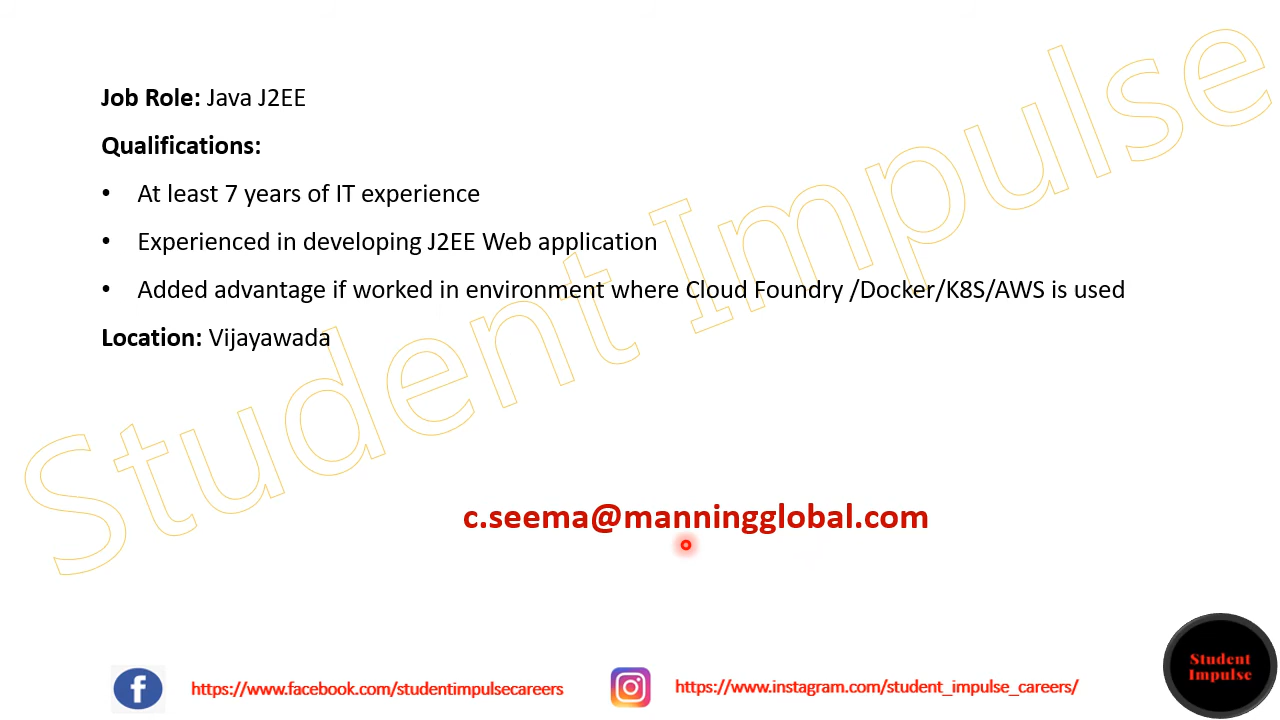 Job Role: Java J2EE
Qualifications:
• At least 7 years of IT experience
• Experienced in developing J2EE Web application
• Added advantage if worked in environment where Cloud Foundry /Docker/K8S/AWS is used
Location: Vijayawada
Student Impulse
c.seema@manningglobal.com
https://www.facebook.com/studentimpulsecareers
https://www.instagram.com/student_impulse_careers/
Student
Impulse